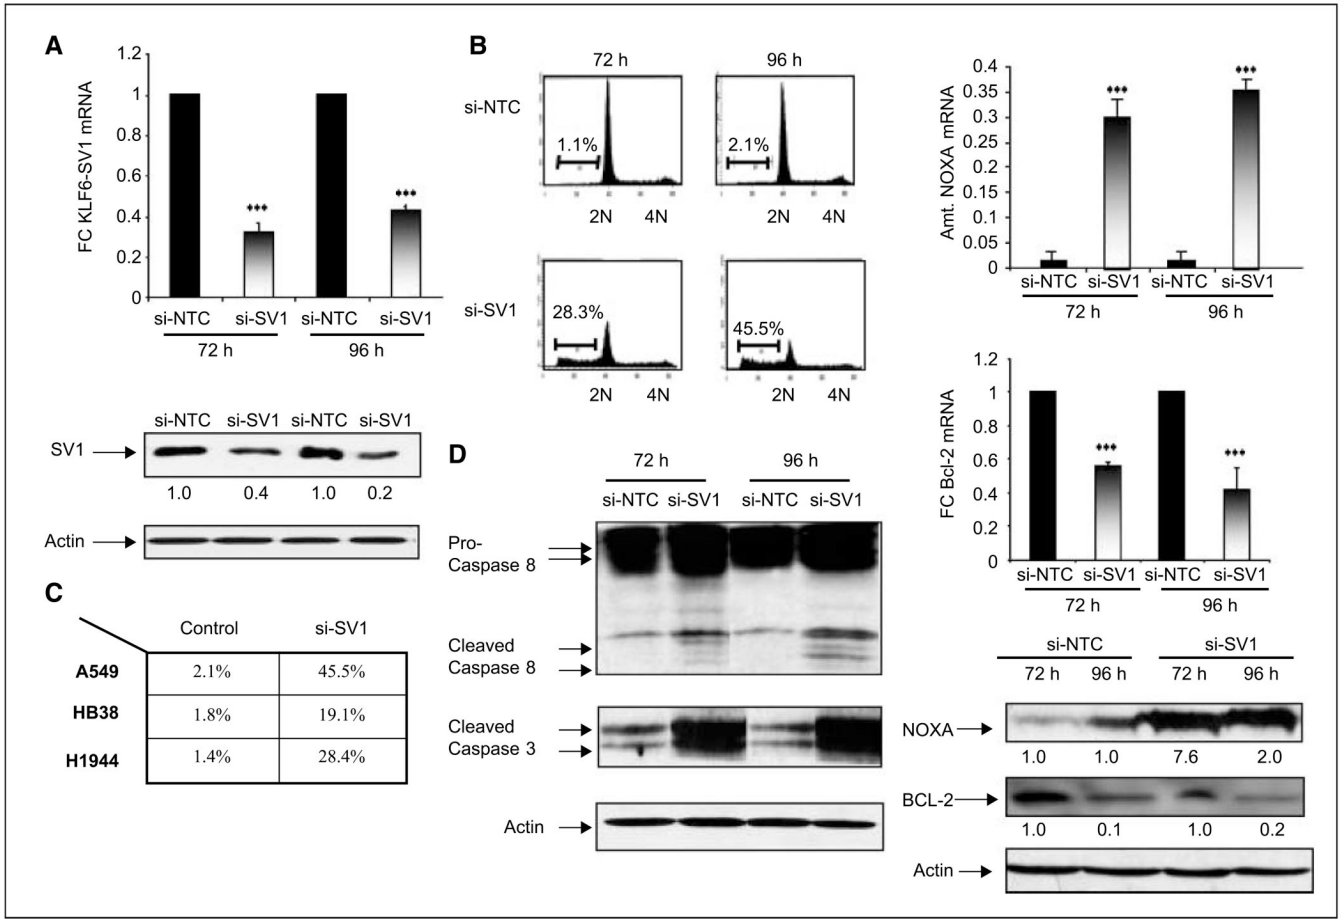 A
1.2
1
0.8
0.6
0.4
0.2
0
FC KLF6-SV1 mRNA
***
***
si-NTC si-SV1 si-NTC si-SV1
72 h 96 h
si-NTC si-SV1 si-NTC si-SV1
SV1
1.0 0.4 1.0 0.2
Actin
B
72 h 96 h
si-NTC
1.1% 2.1%
2N 4N 2N 4N
si-SV1
28.3% 45.5%
2N 4N 2N 4N
C
Control si-SV1
A549 2.1% 45.5%
HB38 1.8% 19.1%
H1944 1.4% 28.4%
D
72 h 96 h
si-NTC si-SV1 si-NTC si-SV1
Pro-
Caspase 8
Cleaved
Caspase 8
Cleaved
Caspase 3
Actin
0.4
0.35
0.3
0.25
0.2
0.15
0.1
0.05
0
Amt. NOXA mRNA
***
***
si-NTC si-SV1 si-NTC si-SV1
72 h 96 h
1.2
1
0.8
0.6
0.4
0.2
0
FC Bcl-2 mRNA
***
***
si-NTC si-SV1 si-NTC si-SV1
72 h 96 h
si-NTC si-SV1
72 h 96 h 72 h 96 h
NOXA
1.0 1.0 7.6 2.0
BCL-2
1.0 0.1 1.0 0.2
Actin